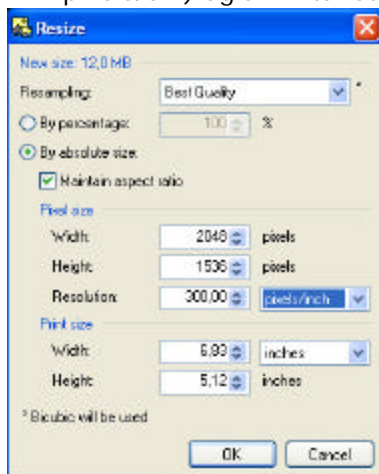 Resize
New size: 12,0 MB
Resampling: Best Quality *
By percentage: 100 %
By absolute size:
Maintain aspect ratio
Pixel size
Width: 2048 pixels
Height: 1536 pixels
Resolution: 300,00 pixels/inch
Print size
Width: 6,83 inches
Height: 5,12 inches
* Bicubic will be used
OK Cancel